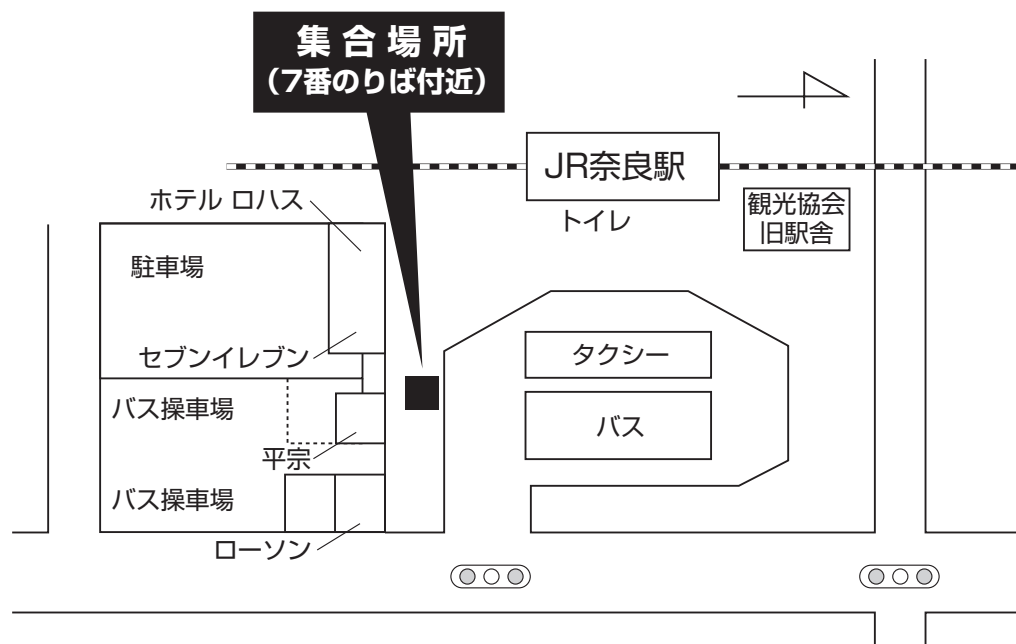 集合場所
（7番のりば付近）
JR奈良駅
ホテル ロハス
観光協会
旧駅舎
トイレ
駐車場
セブンイレブン
タクシー
バス操車場
バス
平宗
バス操車場
ローソン